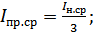 Iпр.ср = Iн.ср / 3 ;